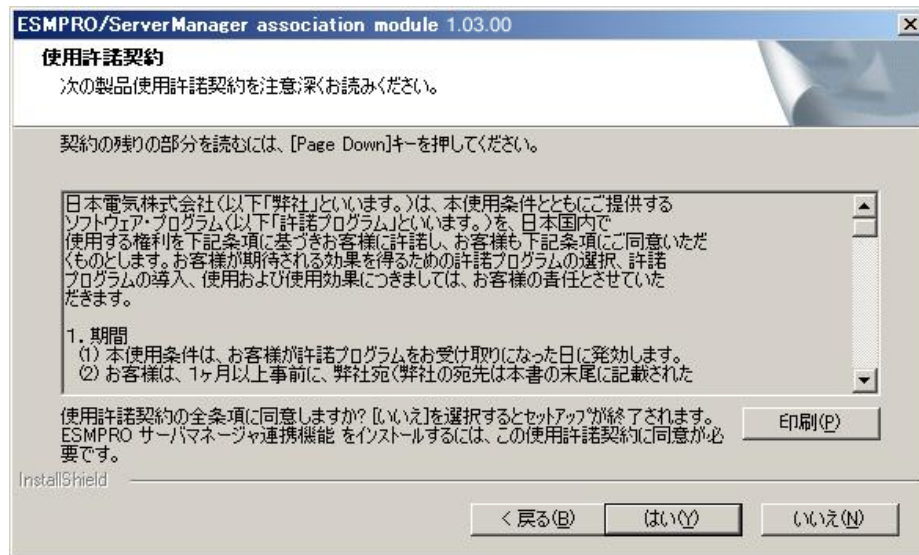 ESMPRO/ServerManager association module 1.03.00
使用許諾契約
次の製品使用許諾契約を注意深くお読みください。
契約の残りの部分を読むには、[Page Down]キーを押してください。
日本電気株式会社(以下「弊社」といいます。)は、本使用条件とともにご提供する
ソフトウェア・プログラム(以下「許諾プログラム」といいます。)を、日本国内で
使用する権利を下記条項に基づきお客様に許諾し、お客様も下記条項にご同意いただ
くものとします。お客様が期待される効果を得るための許諾プログラムの選択、許諾
プログラムの導入、使用および使用効果につきましては、お客様の責任とさせていた
だきます。
1. 期間
(1) 本使用条件は、お客様が許諾プログラムをお受け取りになった日に発効します。
(2) お客様は、1ヶ月以上事前に、弊社宛(弊社の宛先は本書の末尾に記載された
使用許諾契約の全条項に同意しますか? [いいえ]を選択するとセットアップが終了されます。
ESMPRO サーバマネージャ連携機能 をインストールするには、この使用許諾契約に同意が必
要です。
印刷(P)
InstallShield
< 戻る(B)
はい(Y)
いいえ(N)